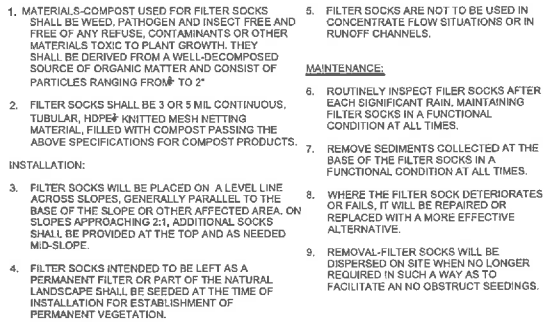 1. MATERIALS-COMPOST USED FOR FILTER SOCKS
SHALL BE WEED, PATHOGEN AND INSECT FREE AND
FREE OF ANY REFUSE, CONTAMINANTS OR OTHER
MATERIALS TOXIC TO PLANT GROWTH. THEY
SHALL BE DERIVED FROM A WELL-DECOMPOSED
SOURCE OF ORGANIC MATTER AND CONSIST OF
PARTICLES RANGING FROM TO 2"
2. FILTER SOCKS SHALL BE 3 OR 5 MIL CONTINUOUS,
TUBULAR, HDPE KNITTED MESH NETTING
MATERIAL, FILLED WITH COMPOST PASSING THE
ABOVE SPECIFICATIONS FOR COMPOST PRODUCTS.
INSTALLATION:
3. FILTER SOCKS WILL BE PLACED ON A LEVEL LINE
ACROSS SLOPES, GENERALLY PARALLEL TO THE
BASE OF THE SLOPE OR OTHER AFFECTED AREA. ON
SLOPES APPROACHING 2:1, ADDITIONAL SOCKS
SHALL BE PROVIDED AT THE TOP AND AS NEEDED
MID-SLOPE.
4. FILTER SOCKS INTENDED TO BE LEFT AS A
PERMANENT FILTER OR PART OF THE NATURAL
LANDSCAPE SHALL BE SEEDED AT THE TIME OF
INSTALLATION FOR ESTABLISHMENT OF
PERMANENT VEGETATION.
5. FILTER SOCKS ARE NOT TO BE USED IN
CONCENTRATE FLOW SITUATIONS OR IN
RUNOFF CHANNELS.
MAINTENANCE:
6. ROUTINELY INSPECT FILER SOCKS AFTER
EACH SIGNIFICANT RAIN, MAINTAINING
FILTER SOCKS IN A FUNCTIONAL
CONDITION AT ALL TIMES.
7. REMOVE SEDIMENTS COLLECTED AT THE
BASE OF THE FILTER SOCKS IN A
FUNCTIONAL CONDITION AT ALL TIMES.
8. WHERE THE FILTER SOCK DETERIORATES
OR FAILS, IT WILL BE REPAIRED OR
REPLACED WITH A MORE EFFECTIVE
ALTERNATIVE.
9. REMOVAL-FILTER SOCKS WILL BE
DISPERSED ON SITE WHEN NO LONGER
REQUIRED IN SUCH A WAY AS TO
FACILITATE AN NO OBSTRUCT SEEDINGS.